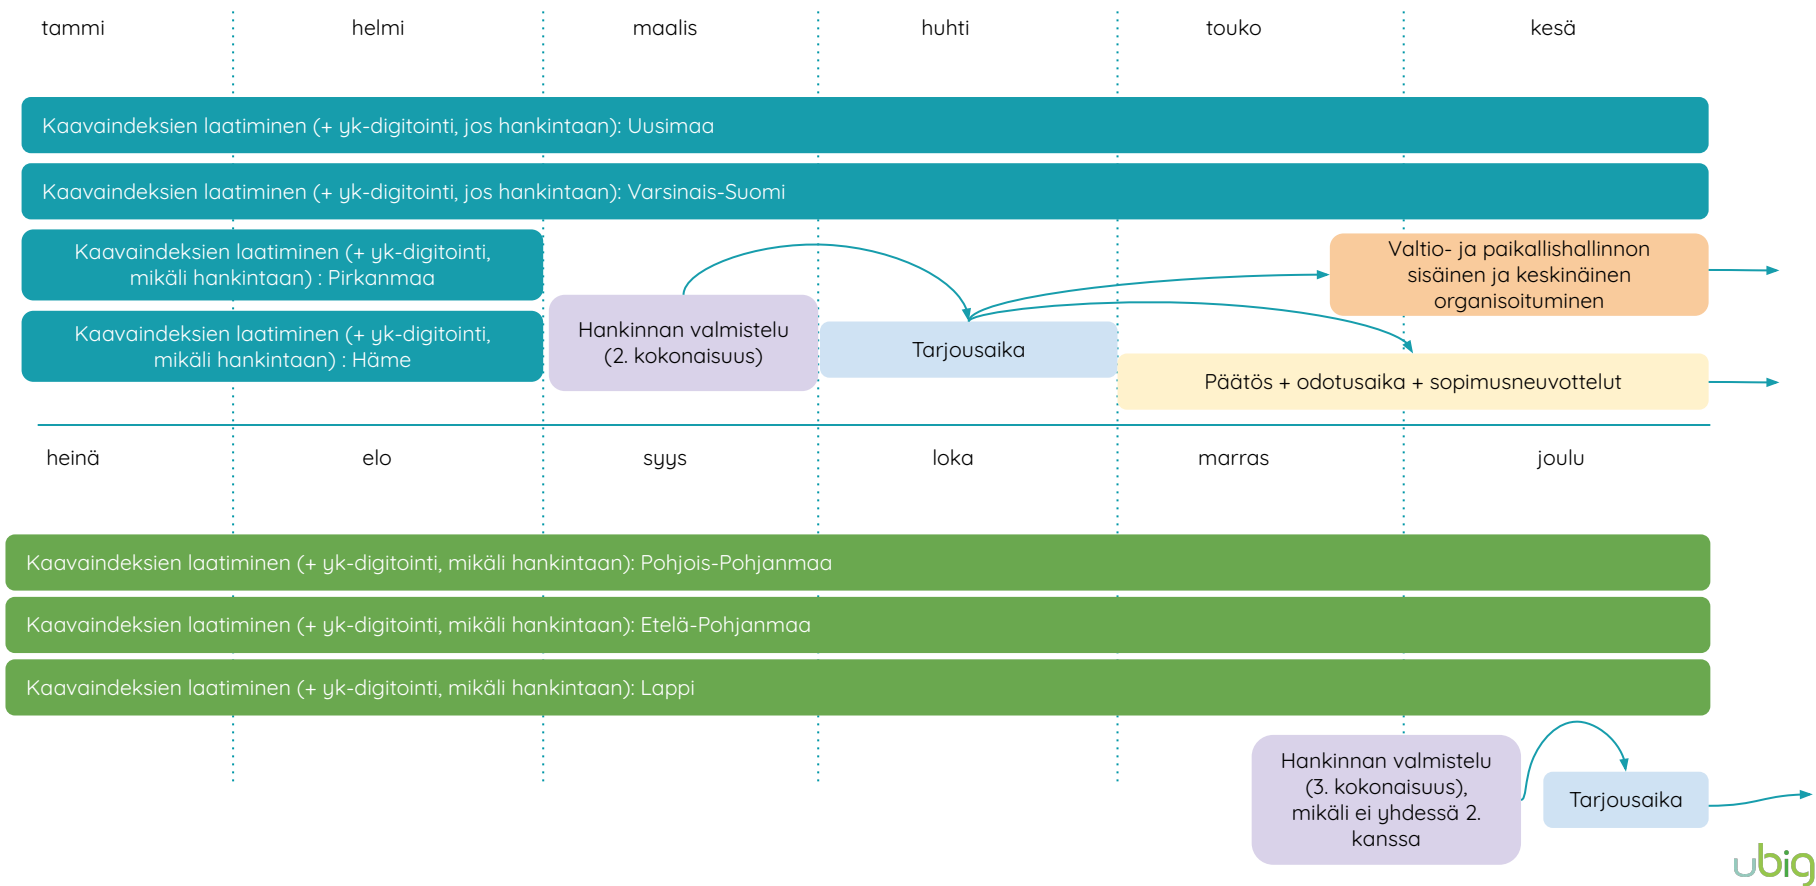 tammi helmi maalis huhti touko kesä
Kaavaindeksien laatiminen (+ yk-digitointi, jos hankintaan): Uusimaa
Kaavaindeksien laatiminen (+ yk-digitointi, jos hankintaan): Varsinais-Suomi
Kaavaindeksien laatiminen (+ yk-digitointi,
mikäli hankintaan) : Pirkanmaa
Kaavaindeksien laatiminen (+ yk-digitointi,
mikäli hankintaan) : Häme
Hankinnan valmistelu
(2. kokonaisuus)
Tarjousaika
Valtio- ja paikallishallinnon
sisäinen ja keskinäinen
organisoituminen
Päätös + odotusaika + sopimusneuvottelut
heinä elo syys loka marras joulu
Kaavaindeksien laatiminen (+ yk-digitointi, mikäli hankintaan): Pohjois-Pohjanmaa
Kaavaindeksien laatiminen (+ yk-digitointi, mikäli hankintaan): Etelä-Pohjanmaa
Kaavaindeksien laatiminen (+ yk-digitointi, mikäli hankintaan): Lappi
Hankinnan valmistelu
(3. kokonaisuus),
mikäli ei yhdessä 2.
kanssa
Tarjousaika
ubig